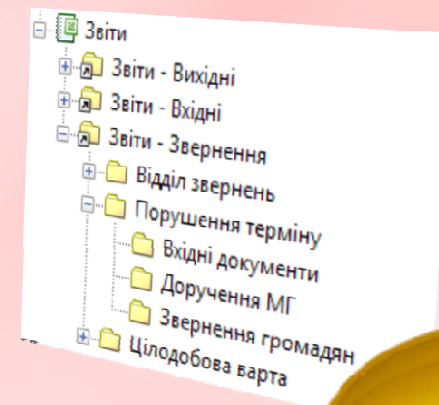 Звіти
Звіти - Вихідні
Звіти - Вхідні
Звіти - Звернення
Відділ звернень
Порушення терміну
Вхідні документи
Доручення МГ
Звернення громадян
Цілодобова варта